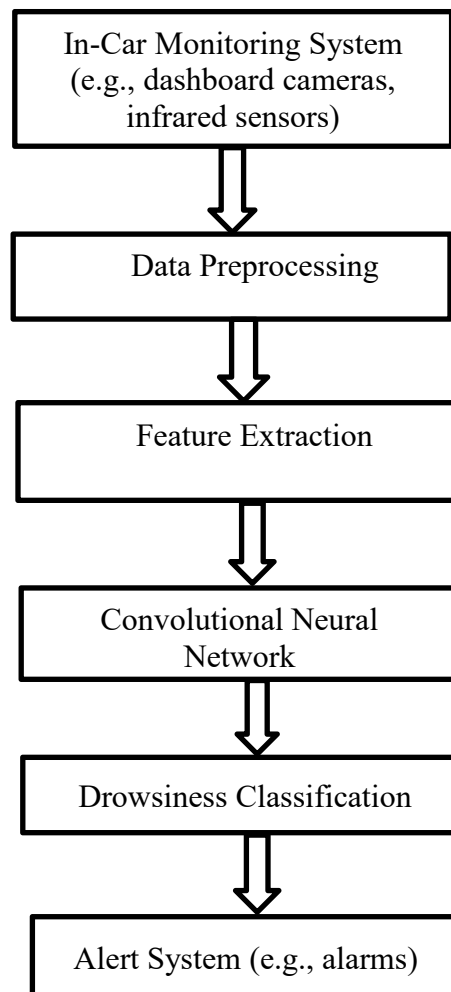 In-Car Monitoring System
(e.g., dashboard cameras,
infrared sensors)
Data Preprocessing
Feature Extraction
Convolutional Neural
Network
Drowsiness Classification
Alert System (e.g., alarms)